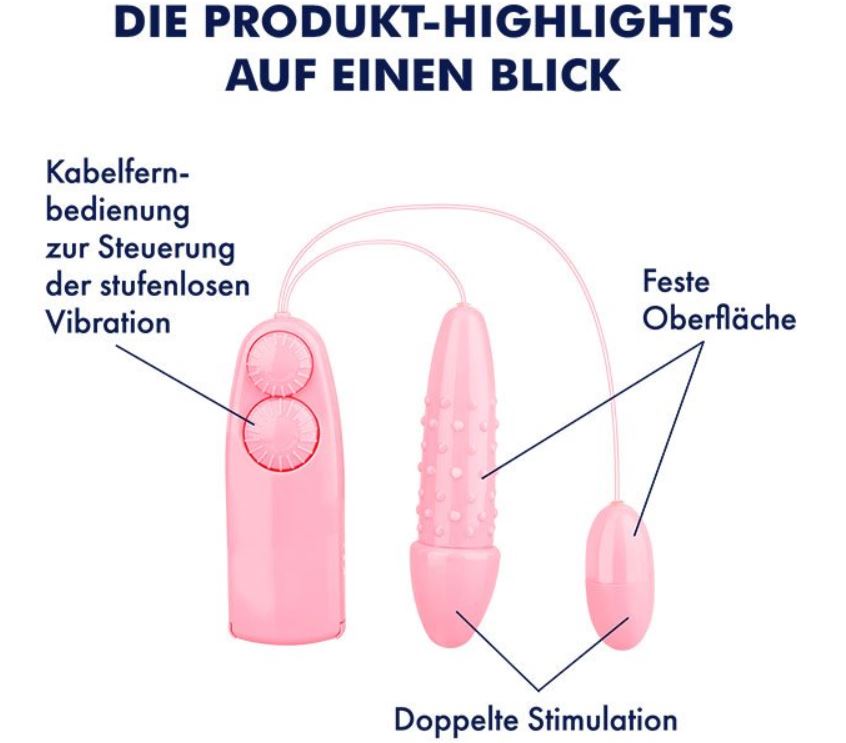 DIE PRODUKT-HIGHLIGHTS
AUF EINEN BLICK
Kabelfern-
bedienung
zur Steuerung
der stufenlosen
Vibration
Feste
Oberfläche
Doppelte Stimulation